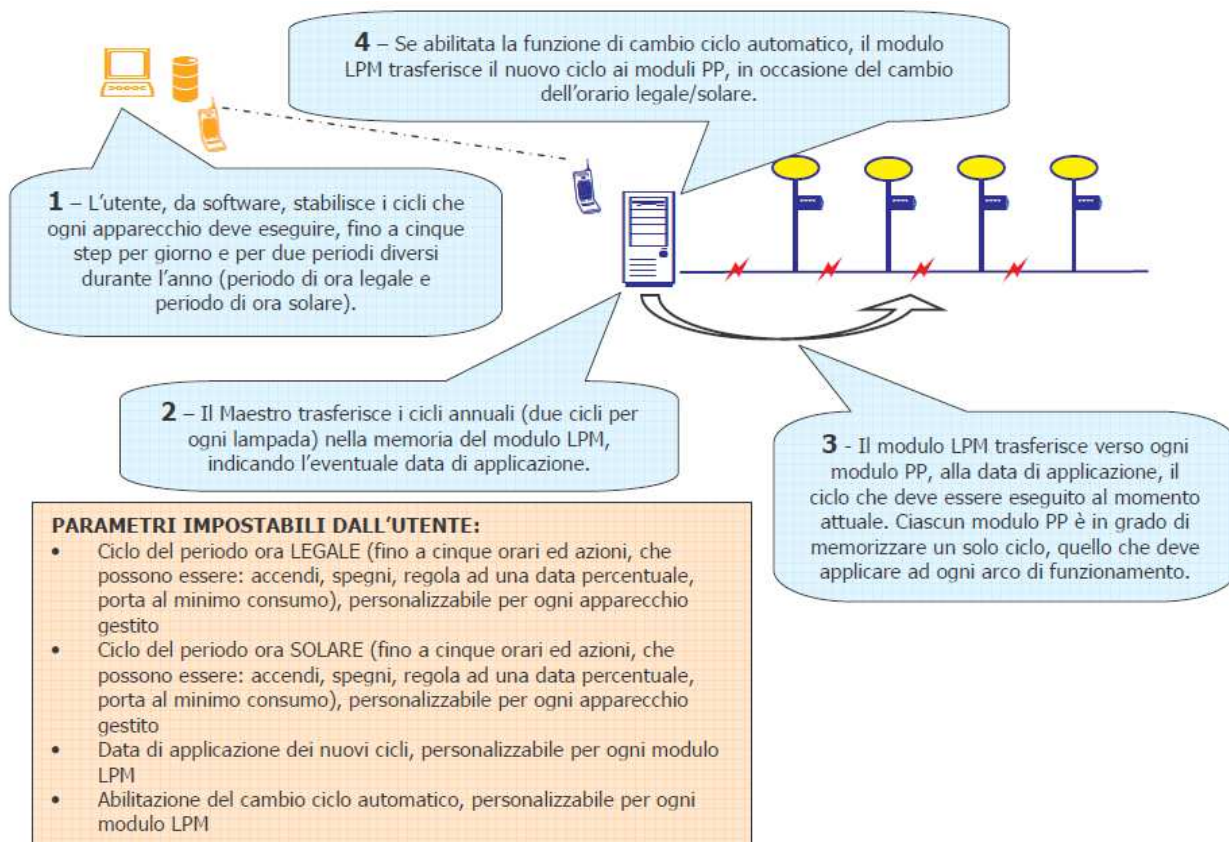 4 – Se abilitata la funzione di cambio ciclo automatico, il modulo
LPM trasferisce il nuovo ciclo ai moduli PP, in occasione del cambio
dell'orario legale/solare.
1 – L'utente, da software, stabilisce i cicli che
ogni apparecchio deve eseguire, fino a cinque
step per giorno e per due periodi diversi
durante l'anno (periodo di ora legale e
periodo di ora solare).
2 – Il Maestro trasferisce i cicli annuali (due cicli per
ogni lampada) nella memoria del modulo LPM,
indicando l'eventuale data di applicazione.
3 - Il modulo LPM trasferisce verso ogni
modulo PP, alla data di applicazione, il
ciclo che deve essere eseguito al momento
attuale. Ciascun modulo PP è in grado di
memorizzare un solo ciclo, quello che deve
applicare ad ogni arco di funzionamento.
PARAMETRI IMPOSTABILI DALL'UTENTE:
• Ciclo del periodo ora LEGALE (fino a cinque orari ed azioni, che
possono essere: accendi, spegni, regola ad una data percentuale,
porta al minimo consumo), personalizzabile per ogni apparecchio
gestito
• Ciclo del periodo ora SOLARE (fino a cinque orari ed azioni, che
possono essere: accendi, spegni, regola ad una data percentuale,
porta al minimo consumo), personalizzabile per ogni apparecchio
gestito
• Data di applicazione dei nuovi cicli, personalizzabile per ogni modulo
LPM
• Abilitazione del cambio ciclo automatico, personalizzabile per ogni
modulo LPM